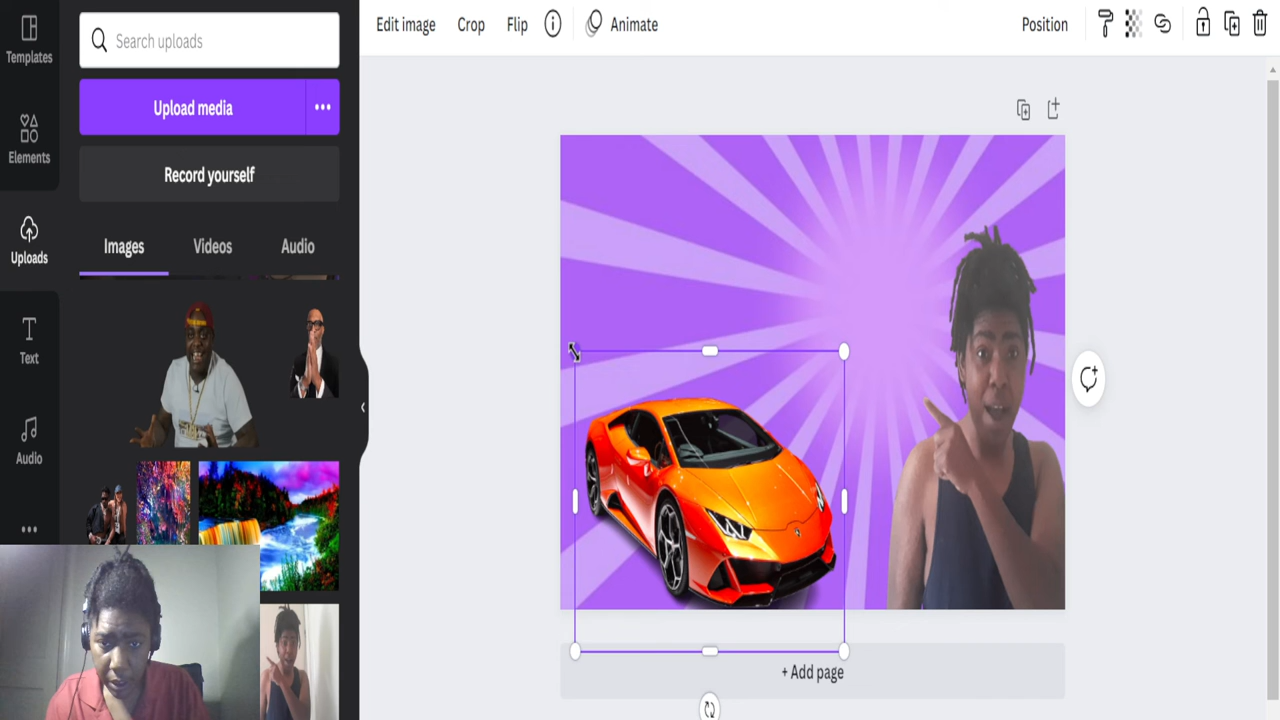 Templates
Elements
Uploads
Text
Audio
Search uploads
Upload media
Record yourself
Images
Videos
Audio
Edit image
Crop
Flip
Animate
Position
+ Add page